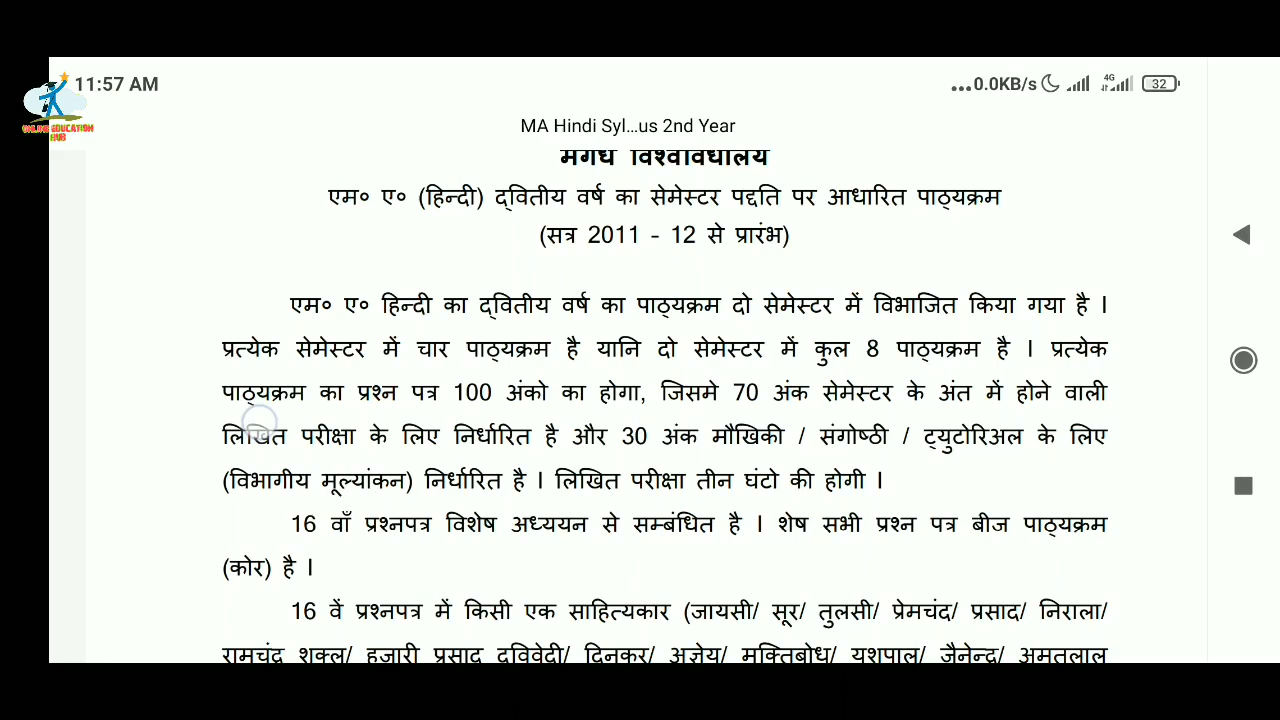 11:57 AM
...0.0KB/s 4G 32
ONLINE EDUCATION
HUB
MA Hindi Syl...us 2nd Year
मगध विश्वविधालय
एम० ए० (हिन्दी) द्वितीय वर्ष का सेमेस्टर पद्दति पर आधारित पाठ्यक्रम
(सत्र 2011 - 12 से प्रारंभ)
एम० ए० हिन्दी का द्वितीय वर्ष का पाठ्यक्रम दो सेमेस्टर में विभाजित किया गया है ।
प्रत्येक सेमेस्टर में चार पाठ्यक्रम है यानि दो सेमेस्टर में कुल 8 पाठ्यक्रम है । प्रत्येक
पाठ्यक्रम का प्रश्न पत्र 100 अंको का होगा, जिसमे 70 अंक सेमेस्टर के अंत में होने वाली
लिखित परीक्षा के लिए निर्धारित है और 30 अंक मौखिकी / संगोष्ठी / ट्युटोरिअल के लिए
(विभागीय मूल्यांकन) निर्धारित है । लिखित परीक्षा तीन घंटो की होगी ।
16 वाँ प्रश्नपत्र विशेष अध्ययन से सम्बंधित है । शेष सभी प्रश्न पत्र बीज पाठ्यक्रम
(कोर) है ।
16 वें प्रश्नपत्र में किसी एक साहित्यकार (जायसी/ सूर/ तुलसी/ प्रेमचंद/ प्रसाद/ निराला/
रामचंद्र शुक्ल/ हजारी प्रसाद द्विवेदी/ दिनकर/ अज्ञेय/ मुक्तिबोध/ यशपाल/ जैनेन्द्र/ अमृतलाल